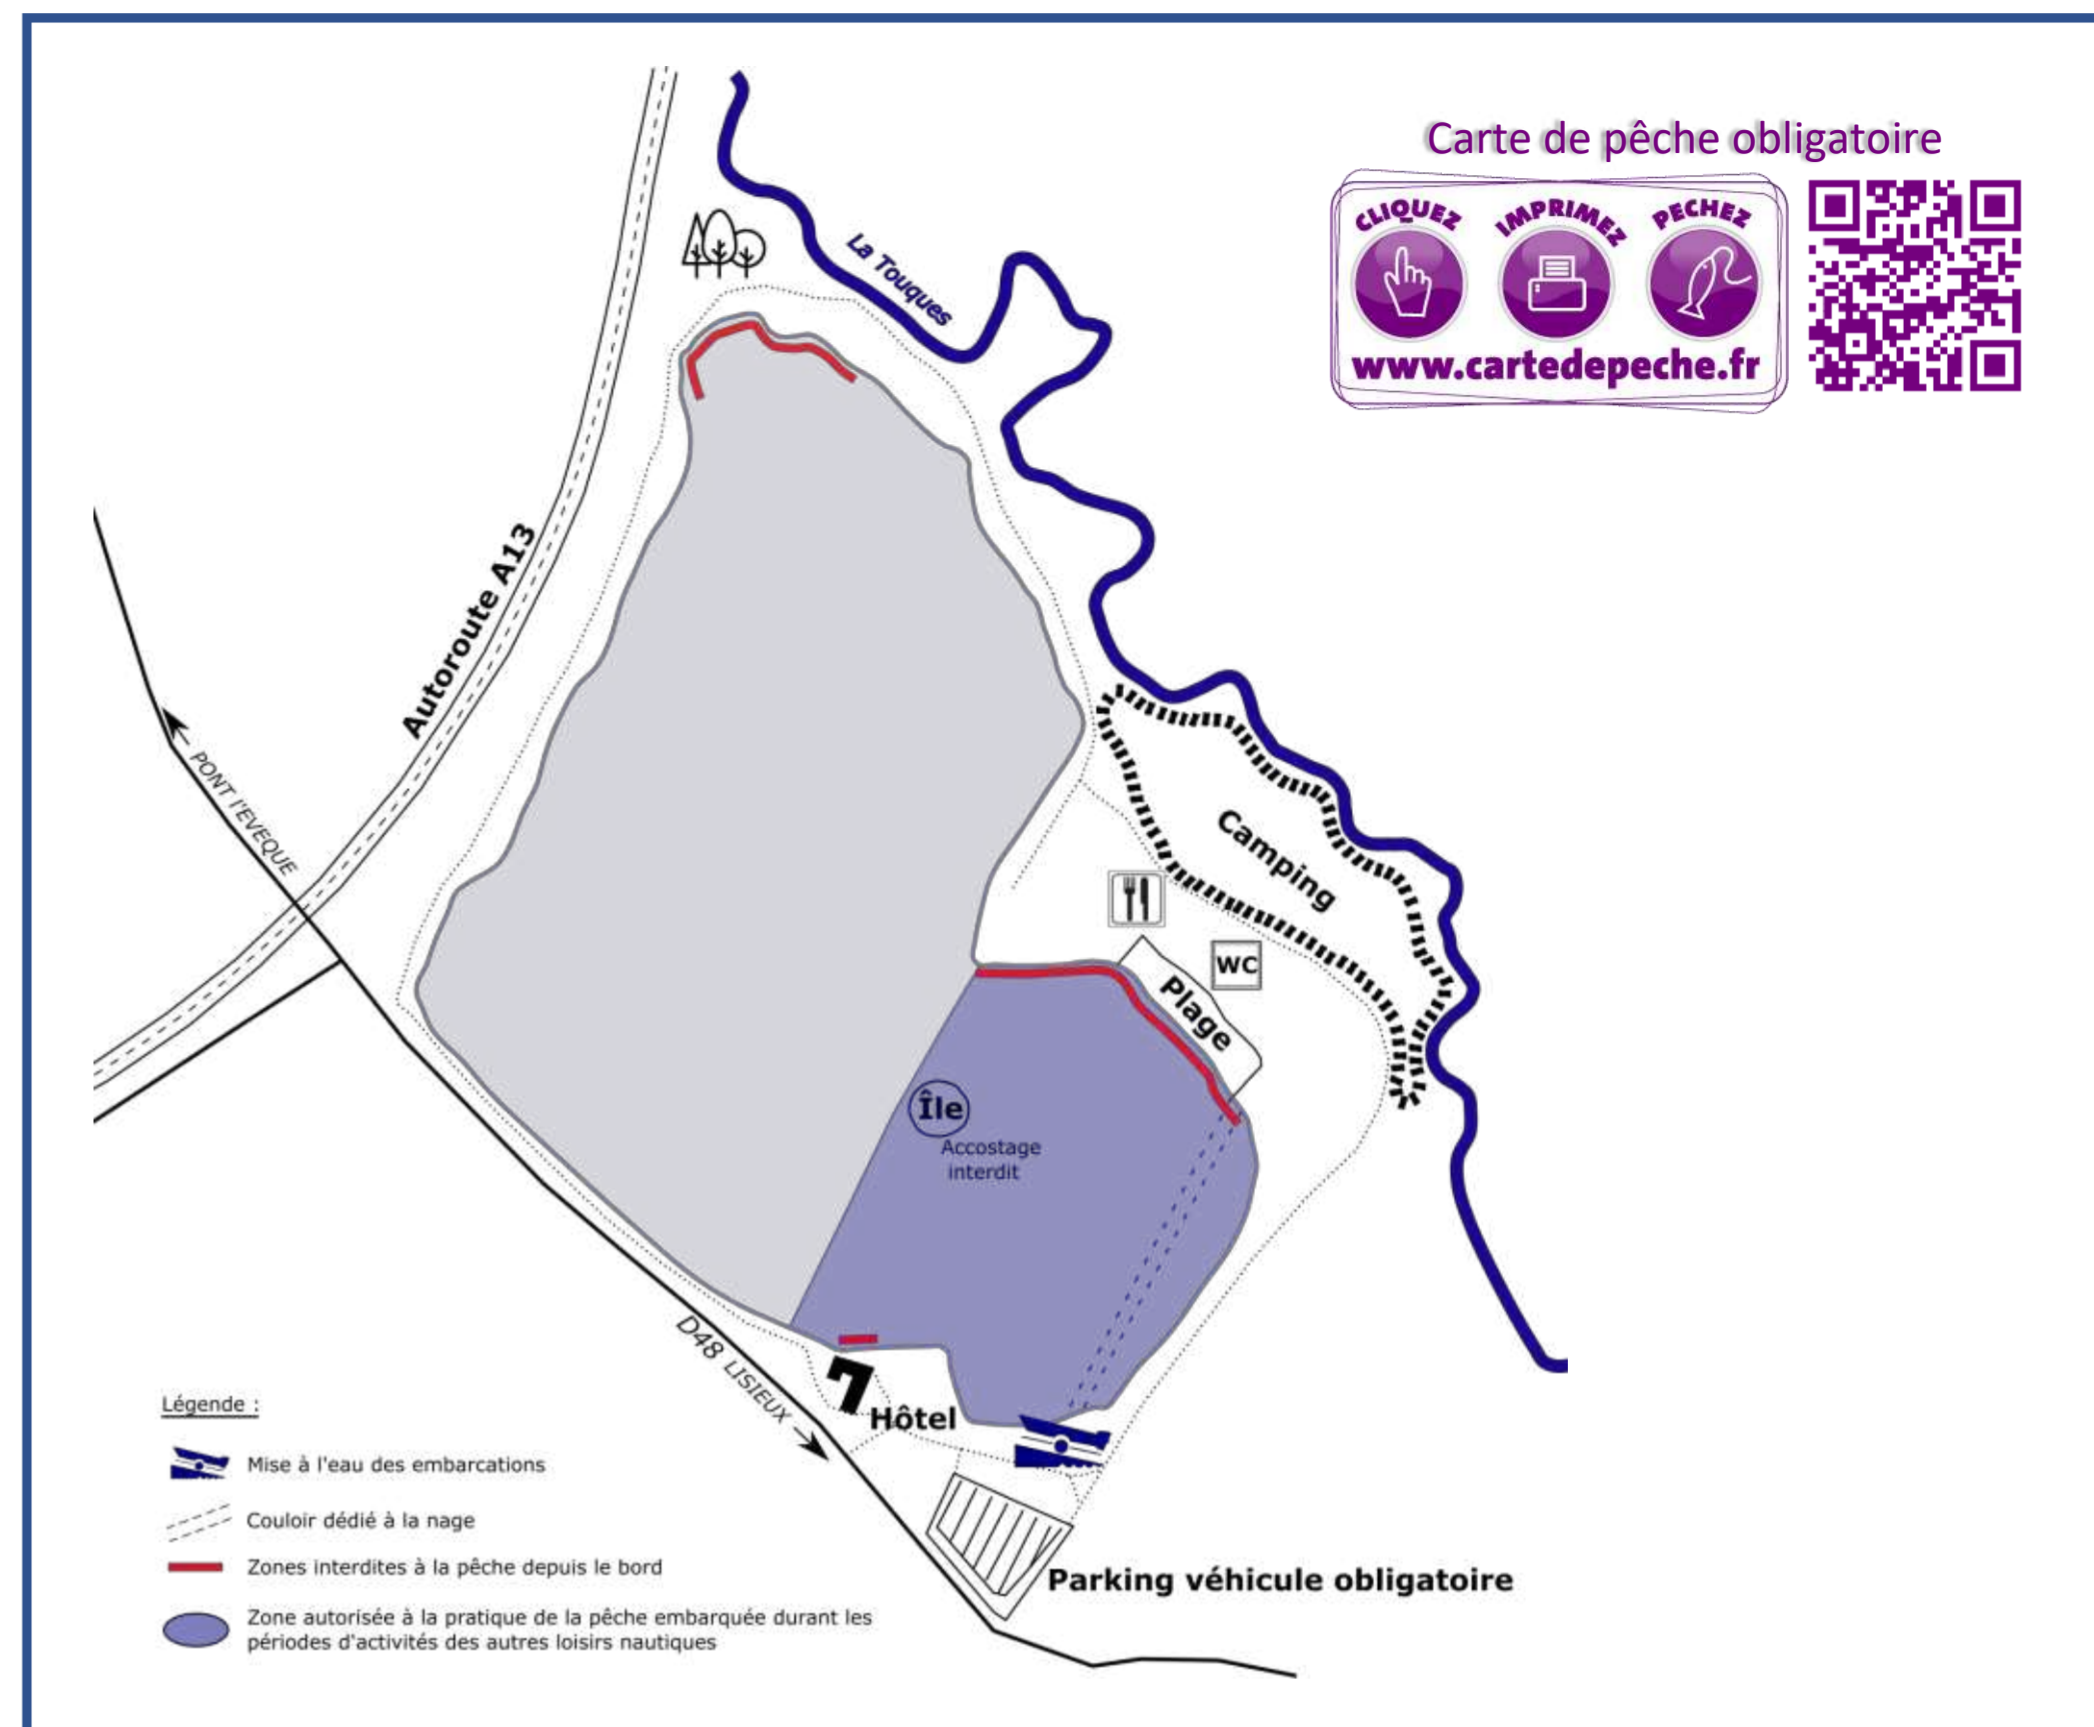 Carte de pêche obligatoire
CLIQUEZ
IMPRIMEZ
PECHEZ
www.cartedepeche.fr
La Touques
Autoroute A13
PONT l'EVEQUE
Camping
WC
Plage
Île
Accostage
interdit
D48 LISIEUX
Hôtel
Parking véhicule obligatoire
Légende :
Mise à l'eau des embarcations
Couloir dédié à la nage
Zones interdites à la pêche depuis le bord
Zone autorisée à la pratique de la pêche embarquée durant les
périodes d'activités des autres loisirs nautiques